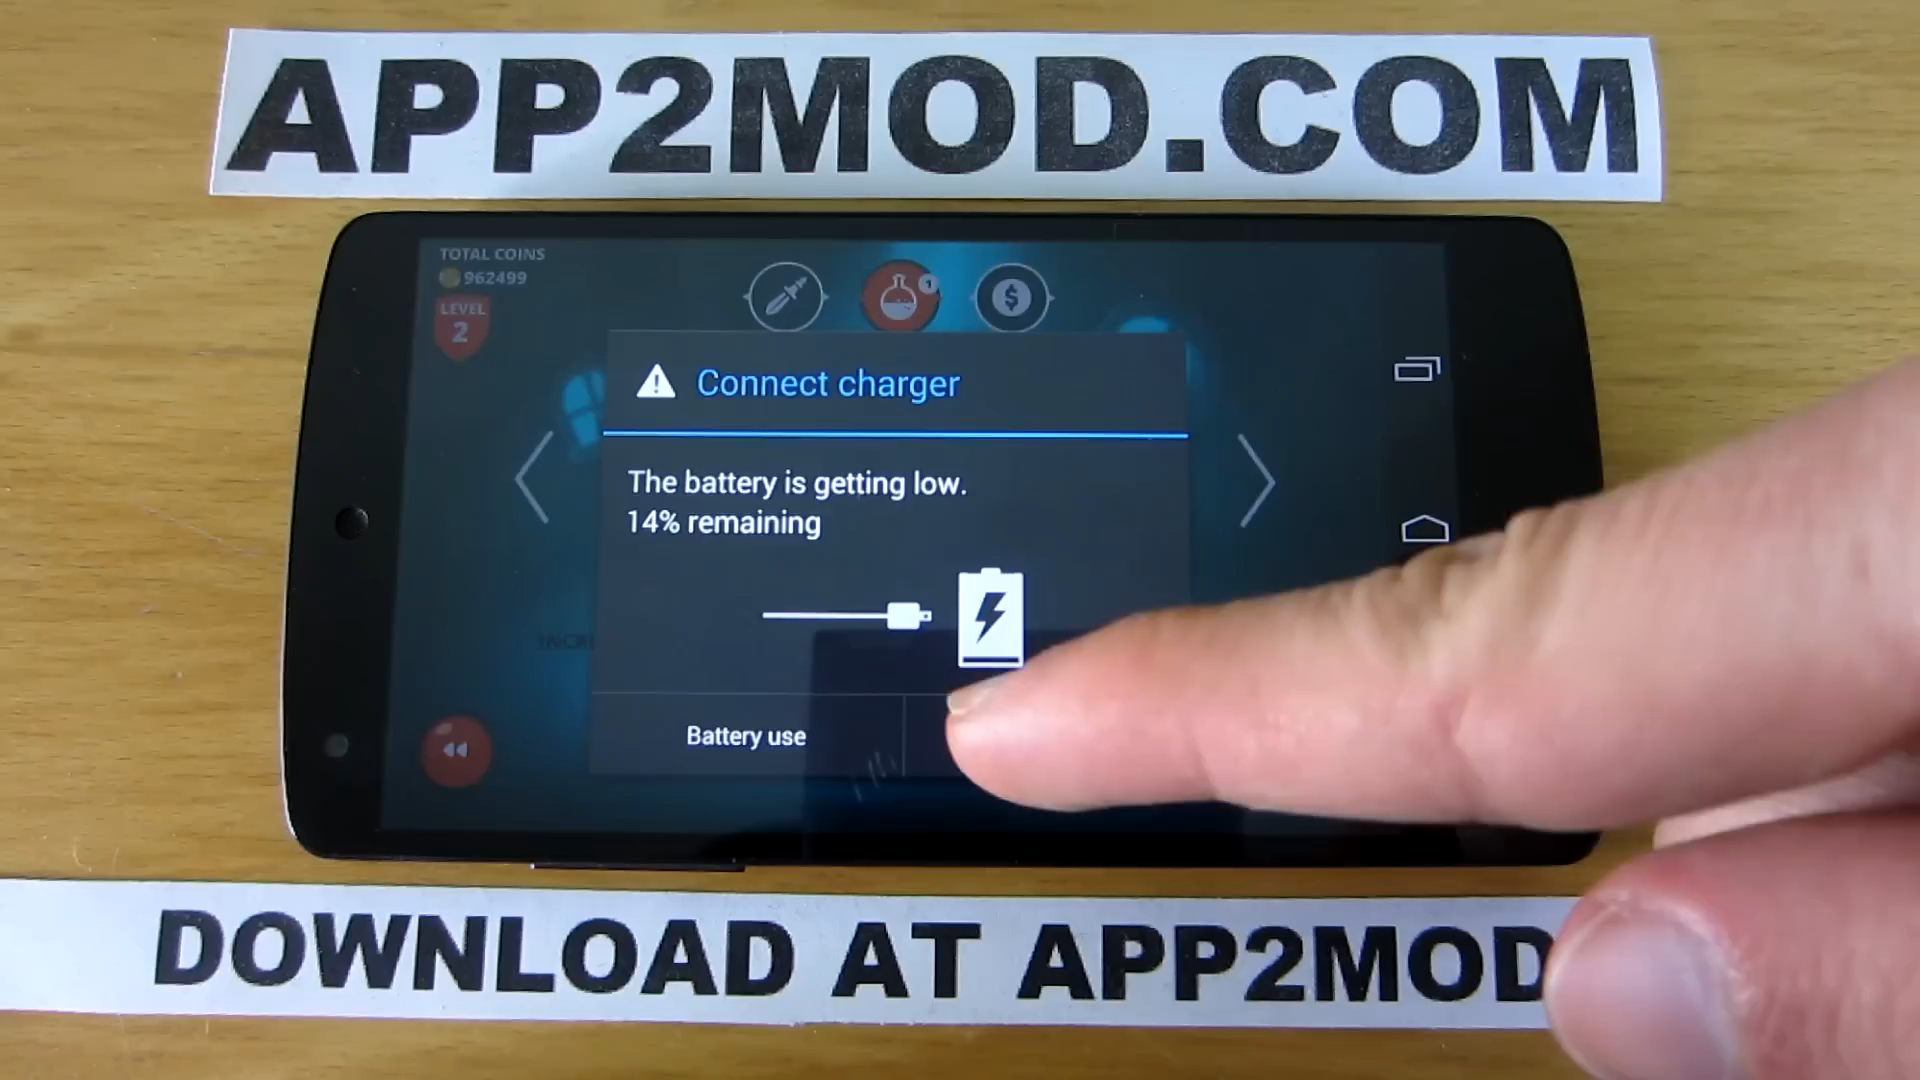 APP2MOD.COM
TOTAL COINS
962499
LEVEL
2
1
$
Connect charger
The battery is getting low.
14% remaining
Battery use
DOWNLOAD AT APP2MOD